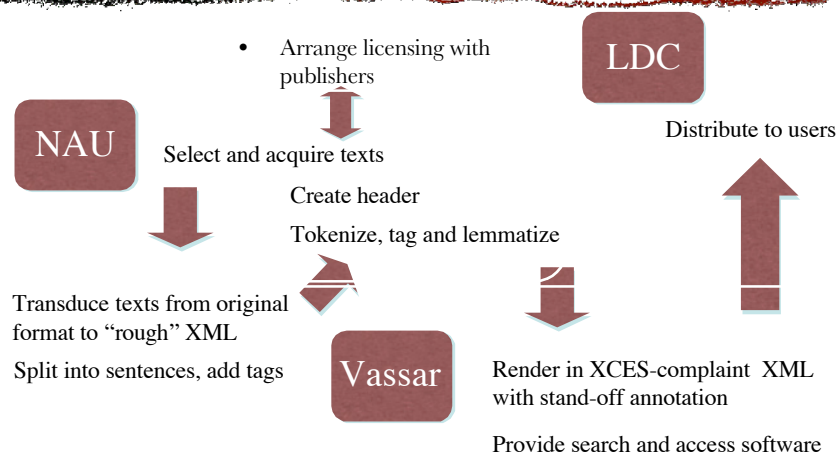 • Arrange licensing with
publishers
LDC
NAU
Distribute to users
Select and acquire texts
Create header
Tokenize, tag and lemmatize
Transduce texts from original
format to “rough” XML
Split into sentences, add tags
Vassar
Render in XCES-complaint XML
with stand-off annotation
Provide search and access software